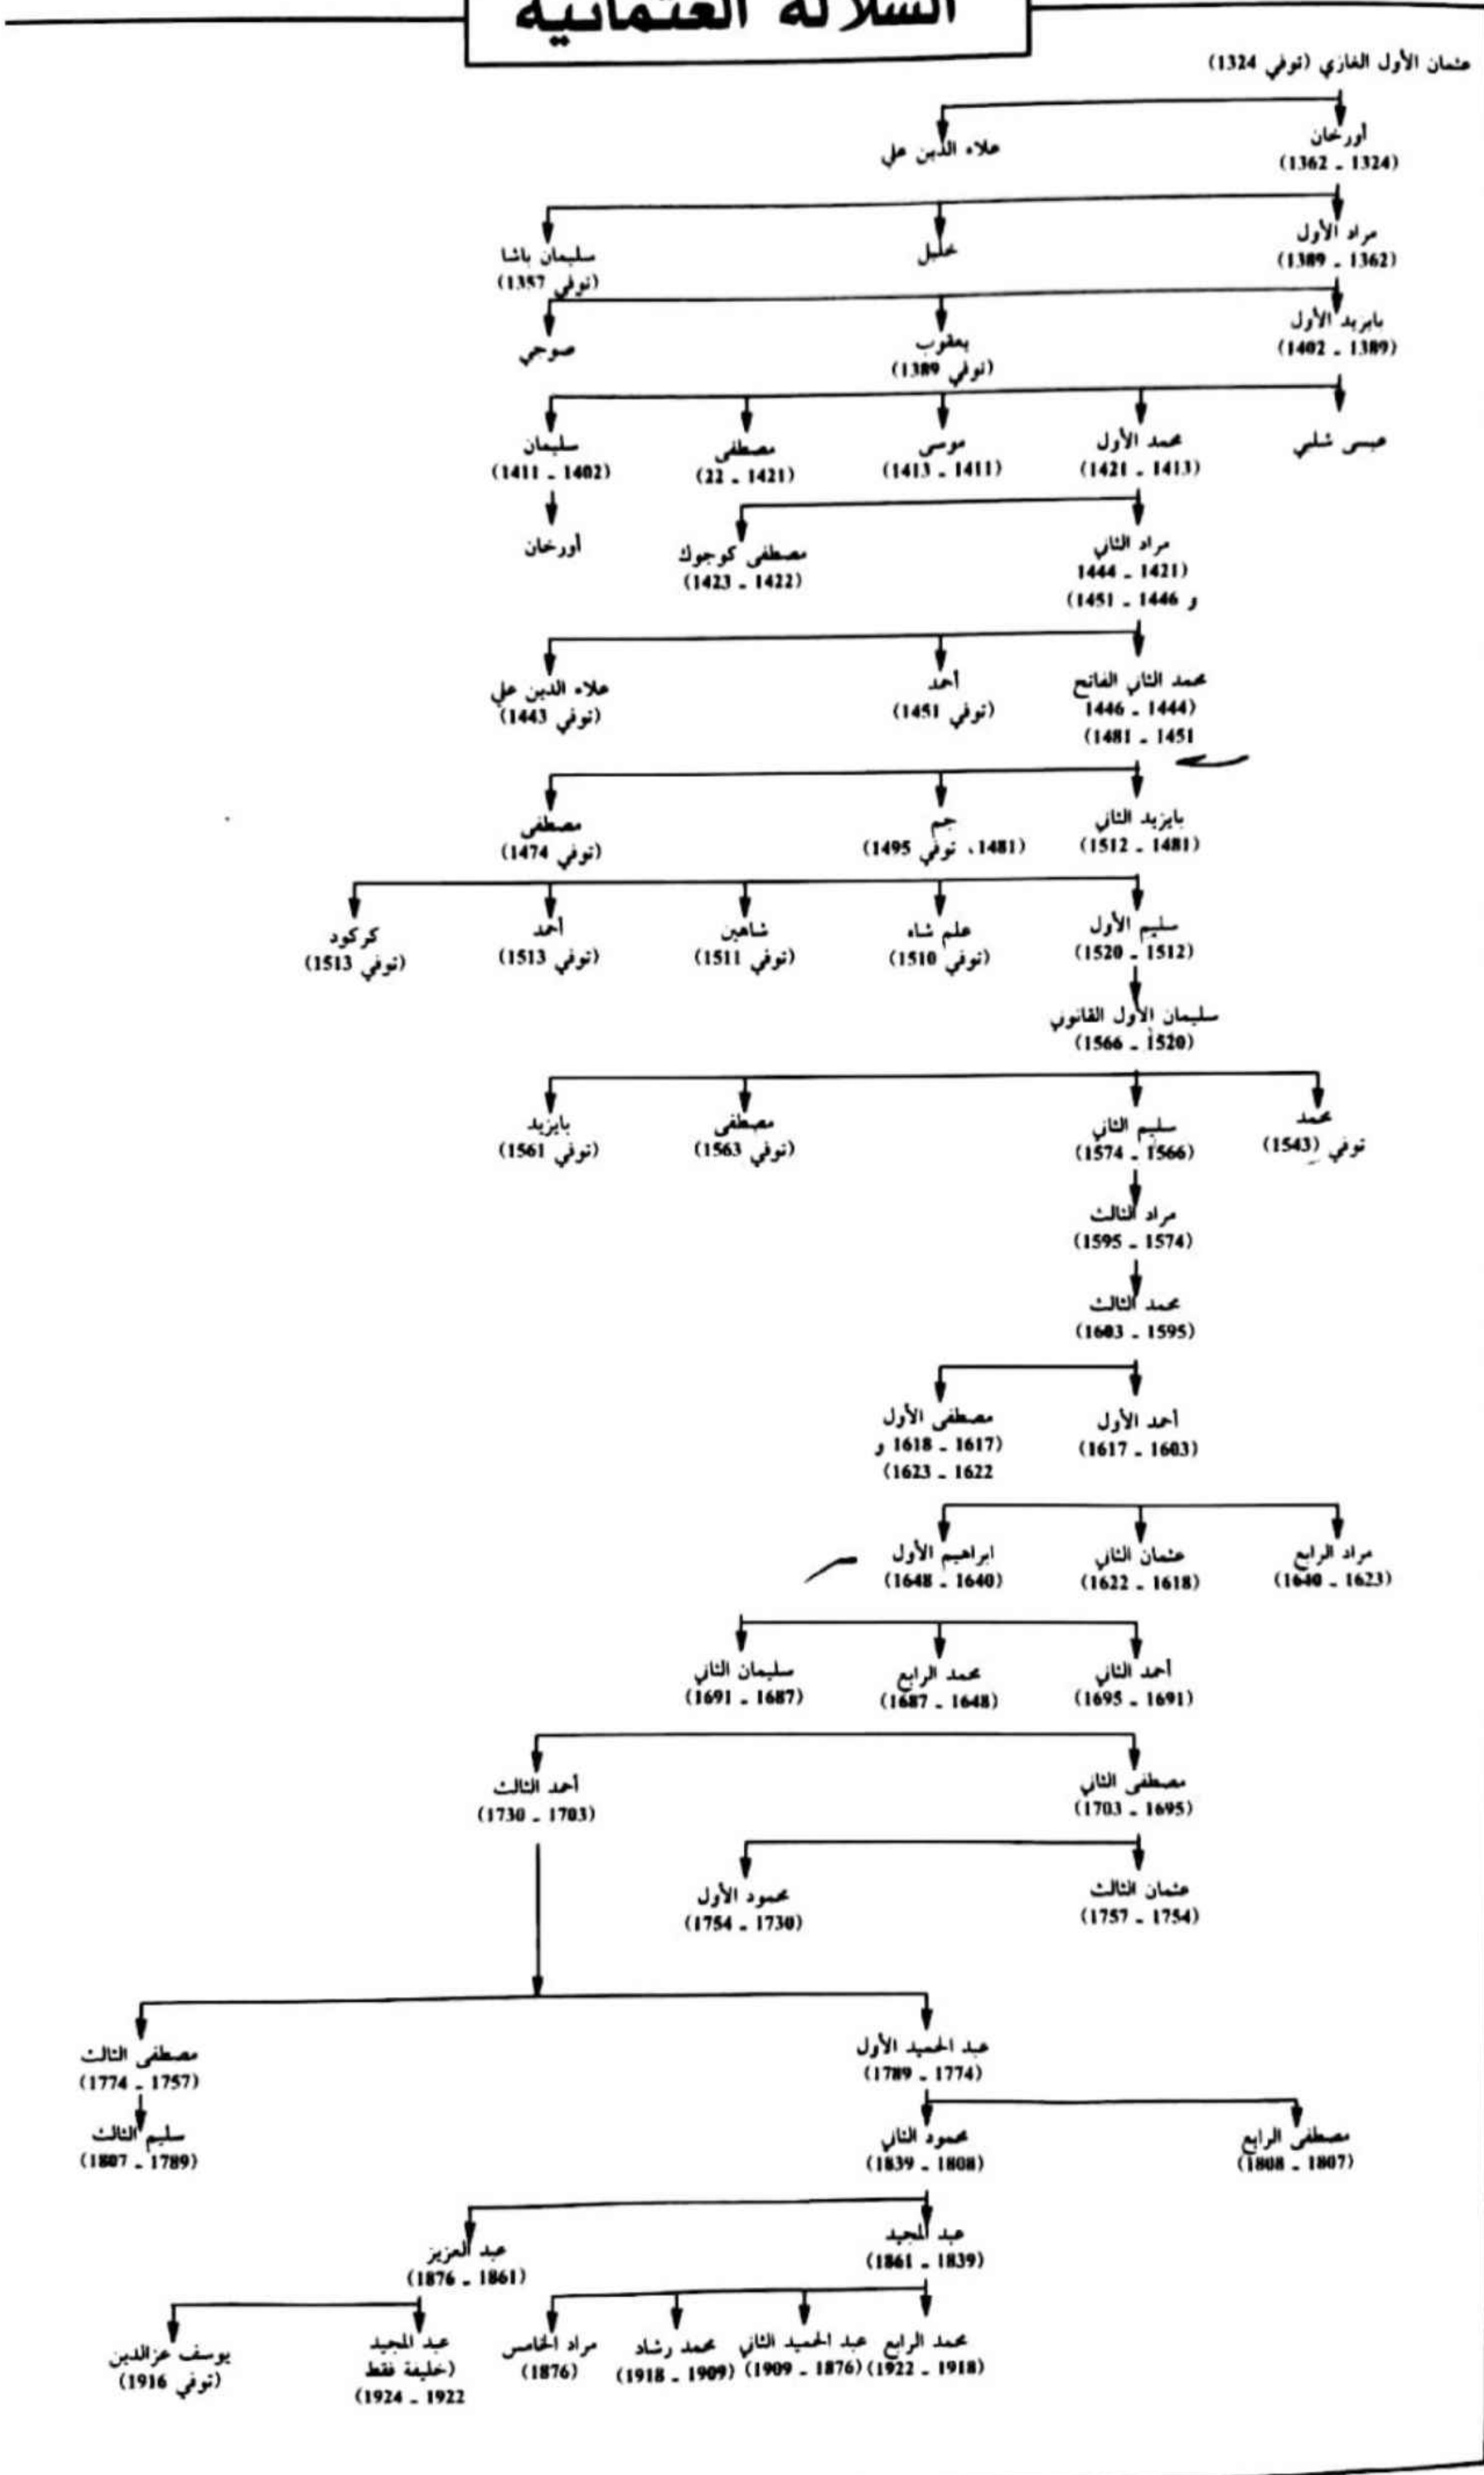 السلالة العثمانية
عثمان الأول الغازي (توفي 1324)
أورخان
(1324 - 1362)
علاء الدين علي
مراد الأول
(1362 - 1389)
خليل
سليمان باشا
(توفي 1357)
بايزيد الأول
(1389 - 1402)
يعقوب
(توفي 1389)
صوجي
عيسى شلبي
محمد الأول
(1413 - 1421)
موسى
(1411 - 1413)
مصطفى
(1421 - 22)
سليمان
(1402 - 1411)
مراد الثاني
(1421 - 1444
و 1446 - 1451)
مصطفى كوجوك
(1422 - 1423)
أورخان
محمد الثاني الفاتح
(1444 - 1446
1451 - 1481)
أحمد
(توفي 1451)
علاء الدين علي
(توفي 1443)
بايزيد الثاني
(1481 - 1512)
جم
(1481، توفي 1495)
مصطفى
(توفي 1474)
سليم الأول
(1512 - 1520)
علم شاه
(توفي 1510)
شاهين
(توفي 1511)
أحمد
(توفي 1513)
كركود
(توفي 1513)
سليمان الأول القانوني
(1520 - 1566)
محمد
توفي (1543)
سليم الثاني
(1566 - 1574)
مصطفى
(توفي 1563)
بايزيد
(توفي 1561)
مراد الثالث
(1574 - 1595)
محمد الثالث
(1595 - 1603)
أحمد الأول
(1603 - 1617)
مصطفى الأول
(1617 - 1618 و
1622 - 1623)
مراد الرابع
(1623 - 1640)
عثمان الثاني
(1618 - 1622)
ابراهيم الأول
(1640 - 1648)
أحمد الثاني
(1691 - 1695)
محمد الرابع
(1648 - 1687)
سليمان الثاني
(1687 - 1691)
مصطفى الثاني
(1695 - 1703)
أحمد الثالث
(1703 - 1730)
عثمان الثالث
(1754 - 1757)
محمود الأول
(1730 - 1754)
عبد الحميد الأول
(1774 - 1789)
مصطفى الثالث
(1757 - 1774)
مصطفى الرابع
(1807 - 1808)
محمود الثاني
(1808 - 1839)
سليم الثالث
(1789 - 1807)
عبد المجيد
(1839 - 1861)
عبد العزيز
(1861 - 1876)
محمد الرابع
(1918 - 1922)
عبد الحميد الثاني
(1876 - 1909)
محمد رشاد
(1909 - 1918)
مراد الخامس
(1876)
عبد المجيد
(خليفة فقط
1922 - 1924)
يوسف عزالدين
(توفي 1916)